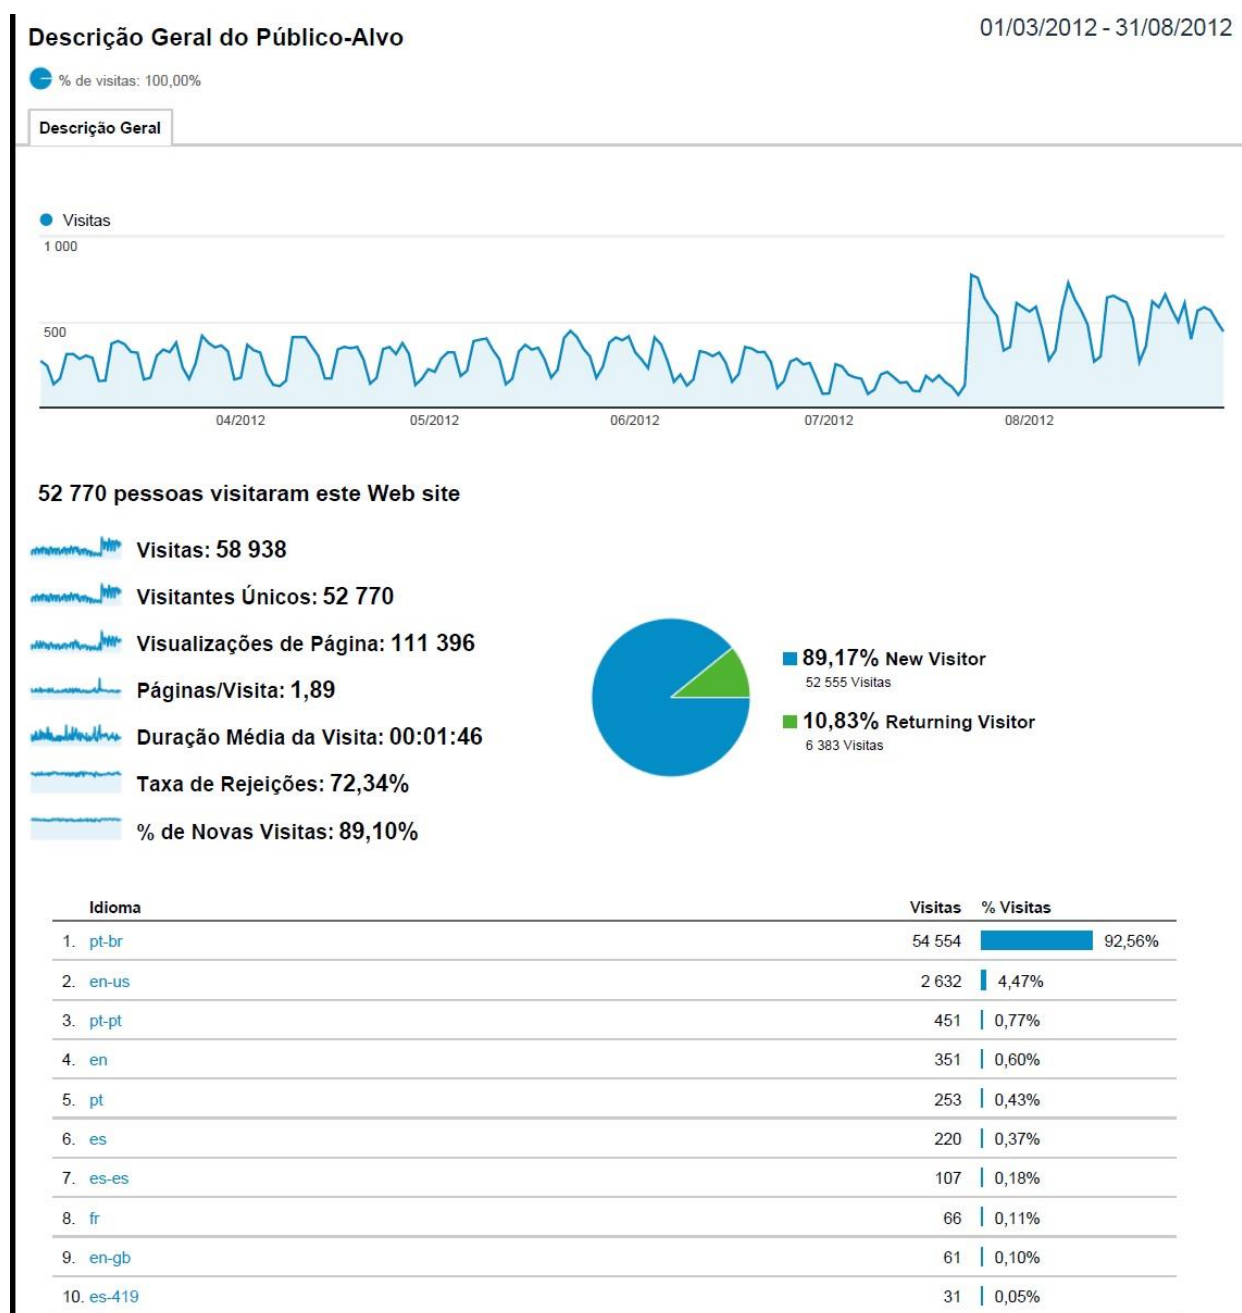 Descrição Geral do Público-Alvo
01/03/2012 - 31/08/2012
% de visitas: 100,00%
Descrição Geral
Visitas
1 000
500
04/2012 05/2012 06/2012 07/2012 08/2012
52 770 pessoas visitaram este Web site
Visitas: 58 938
Visitantes Únicos: 52 770
Visualizações de Página: 111 396
Páginas/Visita: 1,89
Duração Média da Visita: 00:01:46
Taxa de Rejeições: 72,34%
% de Novas Visitas: 89,10%
89,17% New Visitor
52 555 Visitas
10,83% Returning Visitor
6 383 Visitas
Idioma Visitas % Visitas
1. pt-br 54 554 92,56%
2. en-us 2 632 4,47%
3. pt-pt 451 0,77%
4. en 351 0,60%
5. pt 253 0,43%
6. es 220 0,37%
7. es-es 107 0,18%
8. fr 66 0,11%
9. en-gb 61 0,10%
10. es-419 31 0,05%